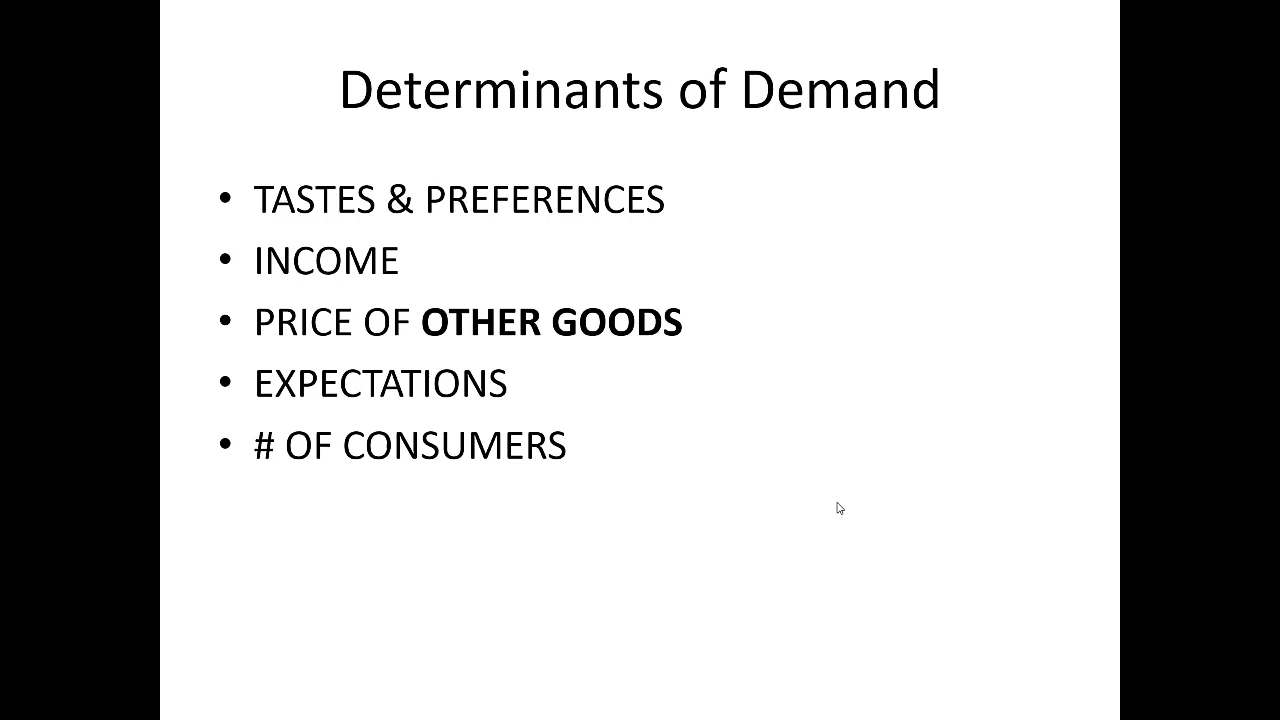 Determinants of Demand
• TASTES & PREFERENCES
• INCOME
• PRICE OF OTHER GOODS
• EXPECTATIONS
• # OF CONSUMERS